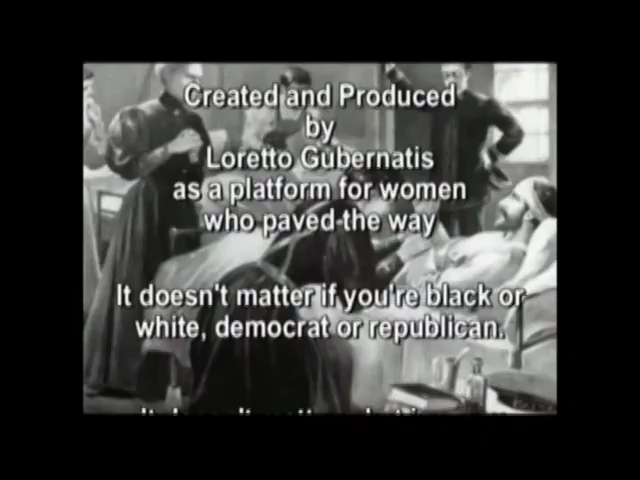 Created and Produced
by
Loretto Gubernatis
as a platform for women
who paved the way
It doesn't matter if you're black or
white, democrat or republican.